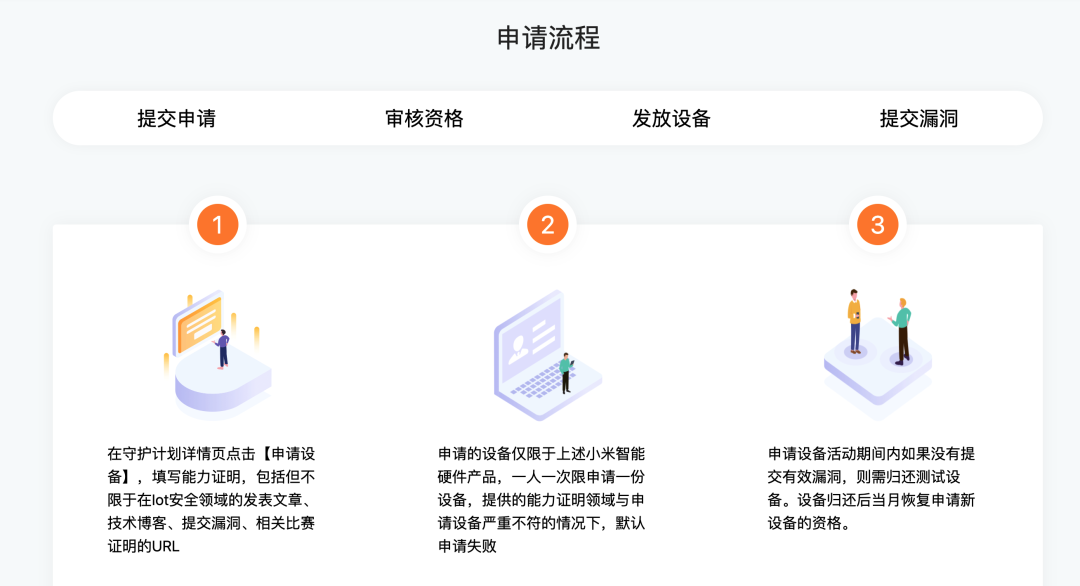 申请流程
提交申请
审核资格
发放设备
提交漏洞
1
2
3
在守护计划详情页点击【申请设
备】，填写能力证明，包括但不
限于在Iot安全领域的发表文章、
技术博客、提交漏洞、相关比赛
证明的URL
申请的设备仅限于上述小米智能
硬件产品，一人一次限申请一份
设备，提供的能力证明领域与申
请设备严重不符的情况下，默认
申请失败
申请设备活动期间内如果没有提
交有效漏洞，则需归还测试设
备。设备归还后当月恢复申请新
设备的资格。